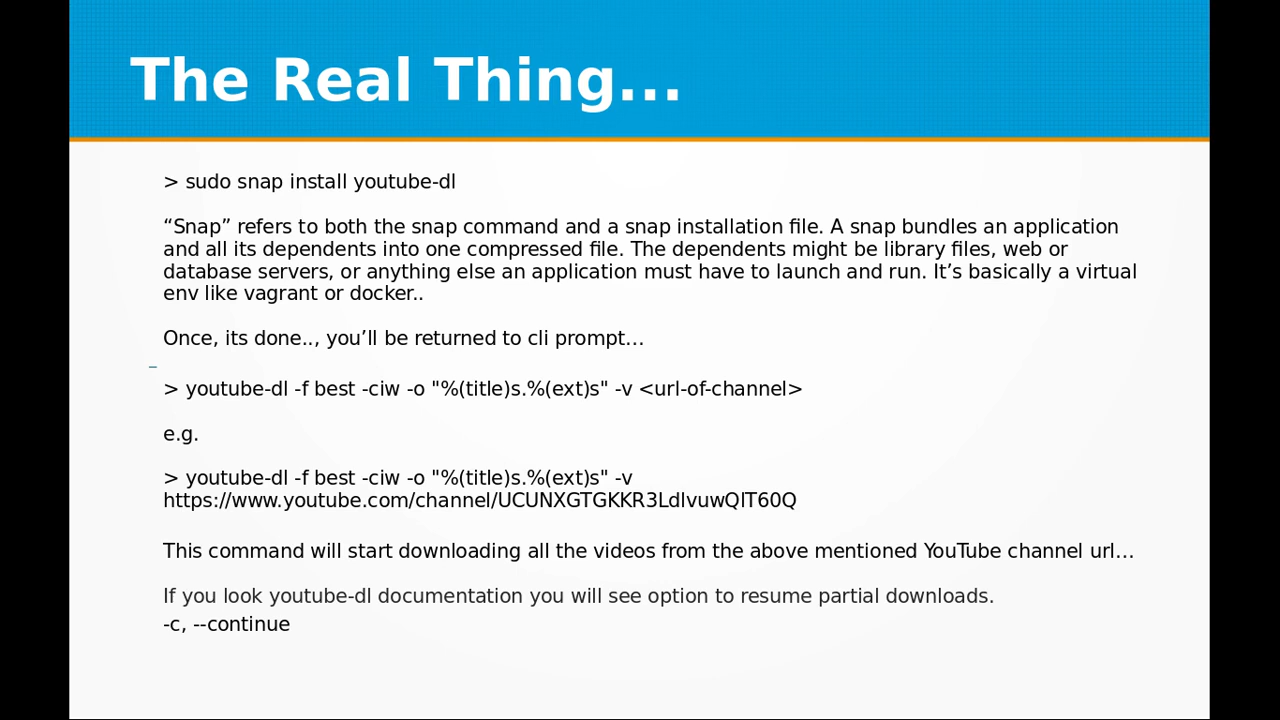 The Real Thing...
> sudo snap install youtube-dl
“Snap” refers to both the snap command and a snap installation file. A snap bundles an application
and all its dependents into one compressed file. The dependents might be library files, web or
database servers, or anything else an application must have to launch and run. It’s basically a virtual
env like vagrant or docker..
Once, its done.., you’ll be returned to cli prompt…
–
> youtube-dl -f best -ciw -o "%(title)s.%(ext)s" -v <url-of-channel>
e.g.
> youtube-dl -f best -ciw -o "%(title)s.%(ext)s" -v
https://www.youtube.com/channel/UCUNXGTGKKR3LdlvuwQlT60Q
This command will start downloading all the videos from the above mentioned YouTube channel url…
If you look youtube-dl documentation you will see option to resume partial downloads.
-c, --continue